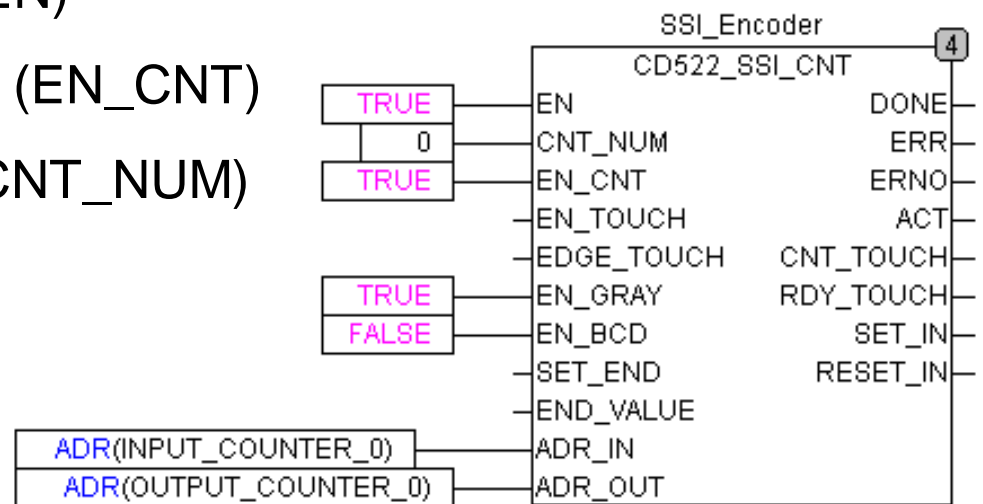 EN)
(EN_CNT)
CNT_NUM)
SSI_Encoder
4
CD522_SSI_CNT
TRUE EN DONE
0 CNT_NUM ERR
TRUE EN_CNT ERNO
EN_TOUCH ACT
EDGE_TOUCH CNT_TOUCH
TRUE EN_GRAY RDY_TOUCH
FALSE EN_BCD SET_IN
SET_END RESET_IN
END_VALUE
ADR(INPUT_COUNTER_0) ADR_IN
ADR(OUTPUT_COUNTER_0) ADR_OUT